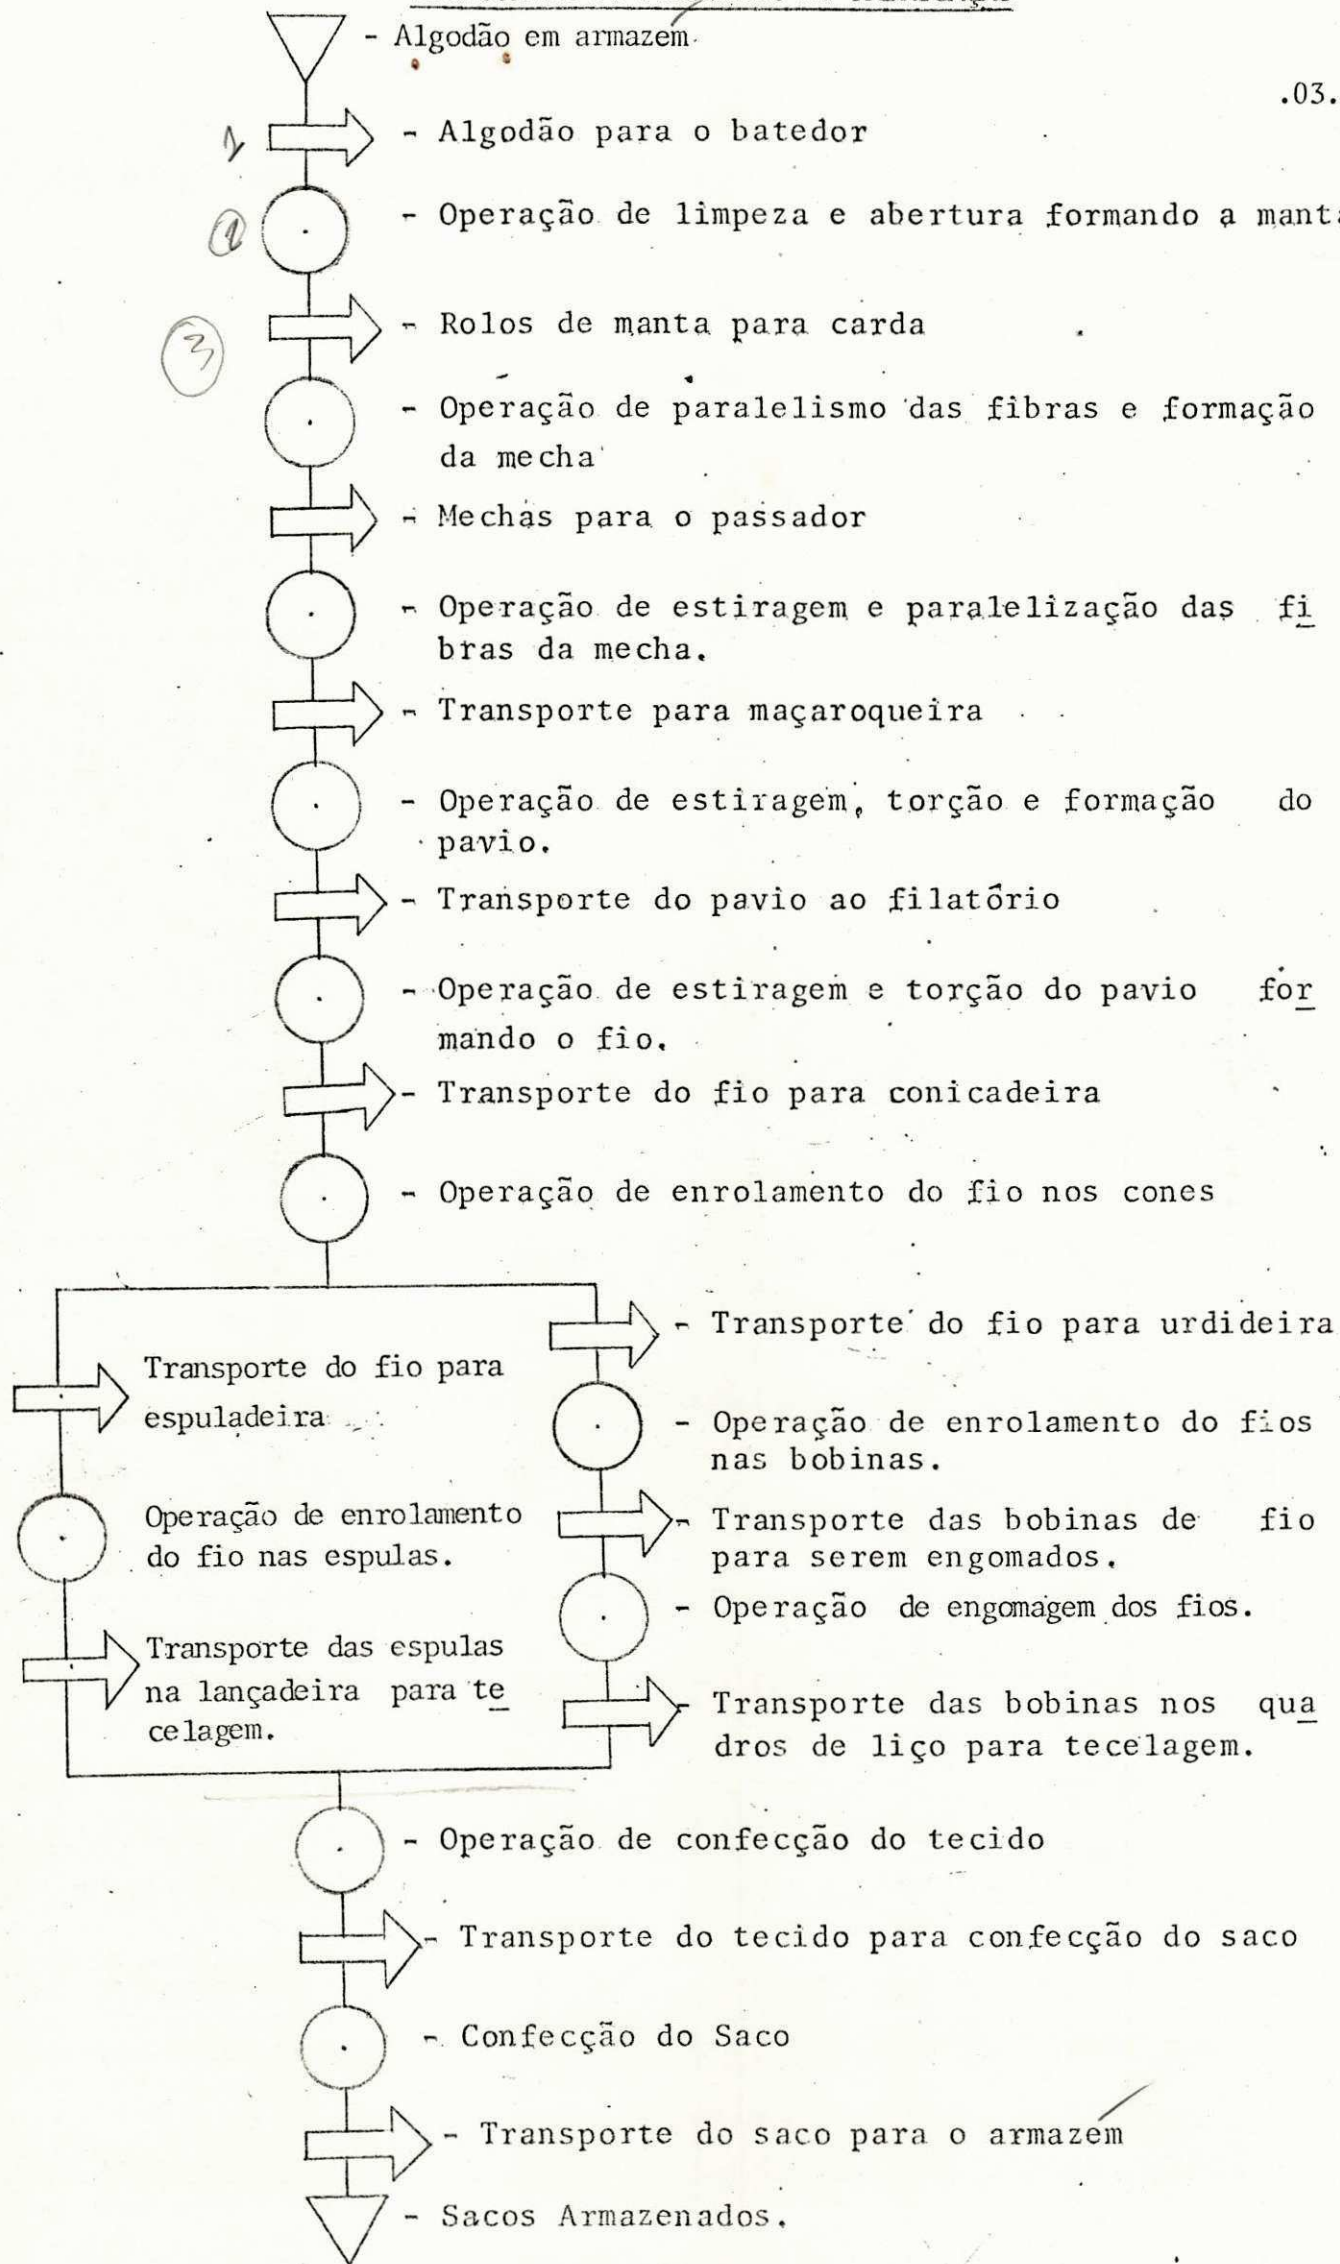 - Algodão em armazém
.03.
1 - Algodão para o batedor
- Operação de limpeza e abertura formando a manta
3 - Rolos de manta para carda
- Operação de paralelismo das fibras e formação
da mecha
- Mechas para o passador
- Operação de estiragem e paralelização das fi
bras da mecha.
- Transporte para maçaroqueira
- Operação de estiragem, torção e formação do
pavio.
- Transporte do pavio ao filatório
- Operação de estiragem e torção do pavio for
mando o fio.
- Transporte do fio para conicadeira
- Operação de enrolamento do fio nos cones
Transporte do fio para
espuladeira
Operação de enrolamento
do fio nas espulas.
Transporte das espulas
na lançadeira para te
celagem.
- Transporte do fio para urdideira
- Operação de enrolamento do fios
nas bobinas.
- Transporte das bobinas de fio
para serem engomados.
- Operação de engomagem dos fios.
- Transporte das bobinas nos qua
dros de liço para tecelagem.
- Operação de confecção do tecido
- Transporte do tecido para confecção do saco
- Confecção do Saco
- Transporte do saco para o armazém
- Sacos Armazenados.